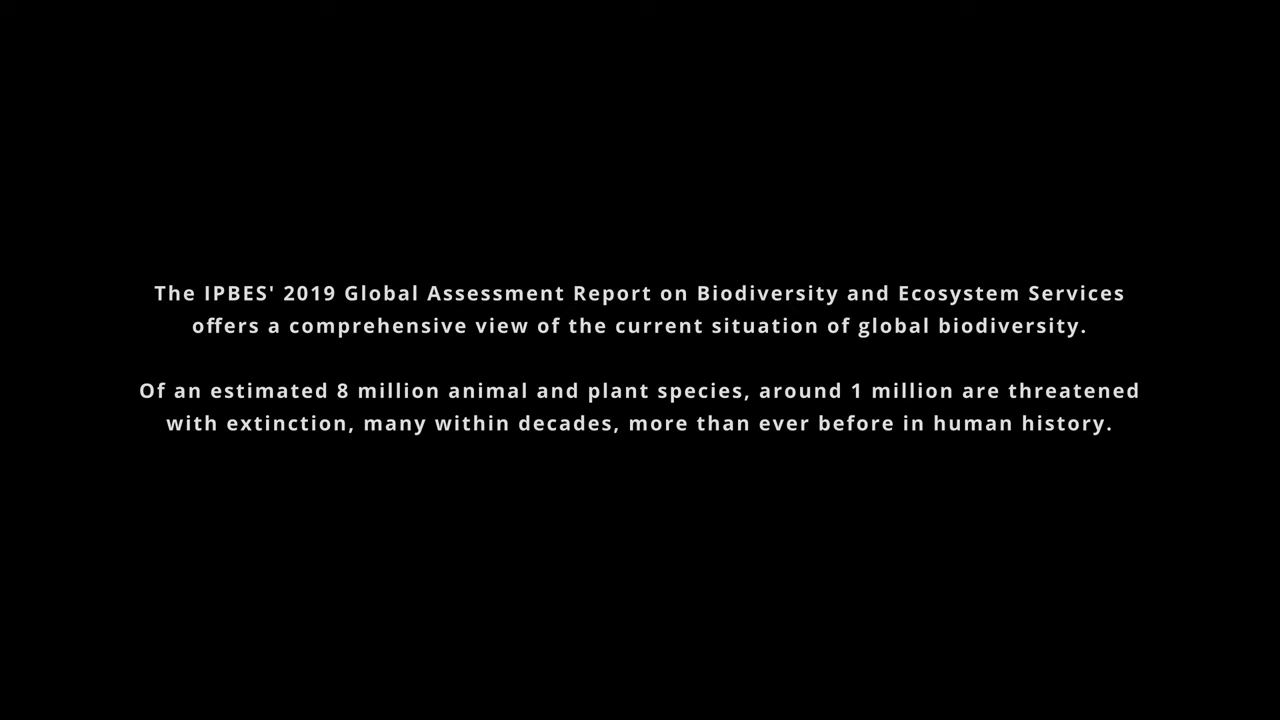 The IPBES' 2019 Global Assessment Report on Biodiversity and Ecosystem Services
offers a comprehensive view of the current situation of global biodiversity.
Of an estimated 8 million animal and plant species, around 1 million are threatened
with extinction, many within decades, more than ever before in human history.